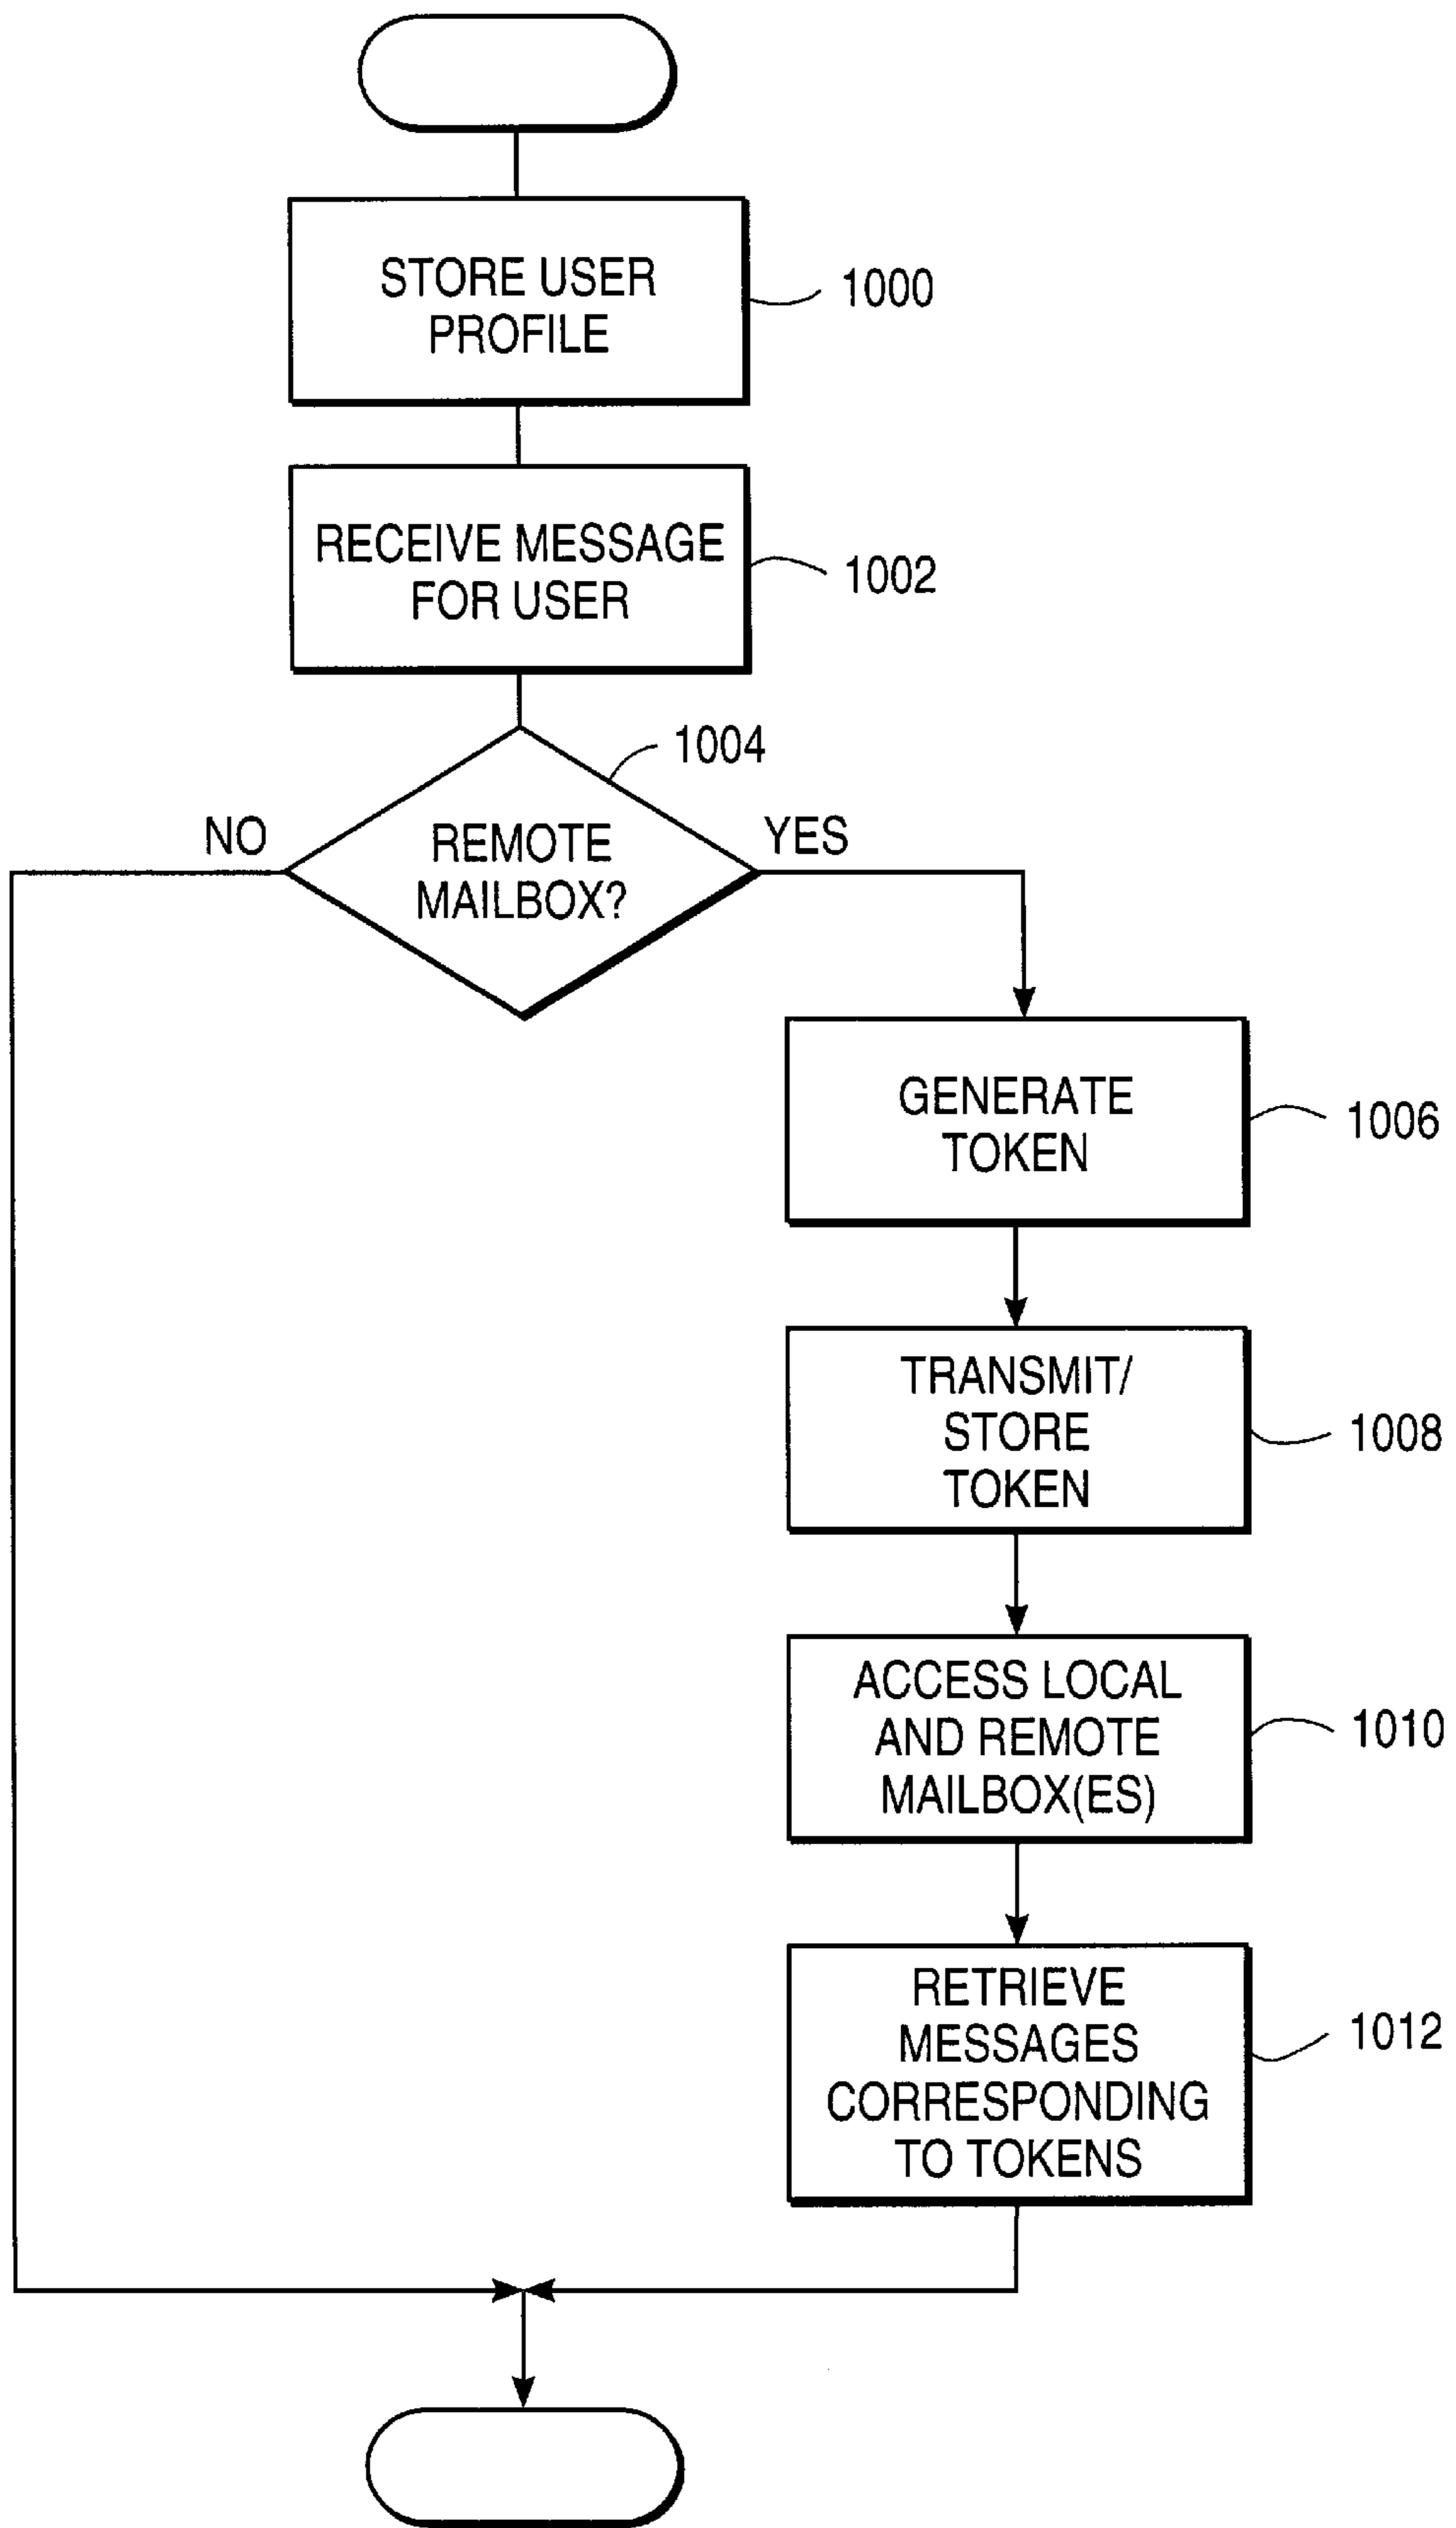 STORE USER
PROFILE
1000
RECEIVE MESSAGE
FOR USER
1002
1004
NO
REMOTE
MAILBOX?
YES
GENERATE
TOKEN
1006
TRANSMIT/
STORE
TOKEN
1008
ACCESS LOCAL
AND REMOTE
MAILBOX(ES)
1010
RETRIEVE
MESSAGES
CORRESPONDING
TO TOKENS
1012